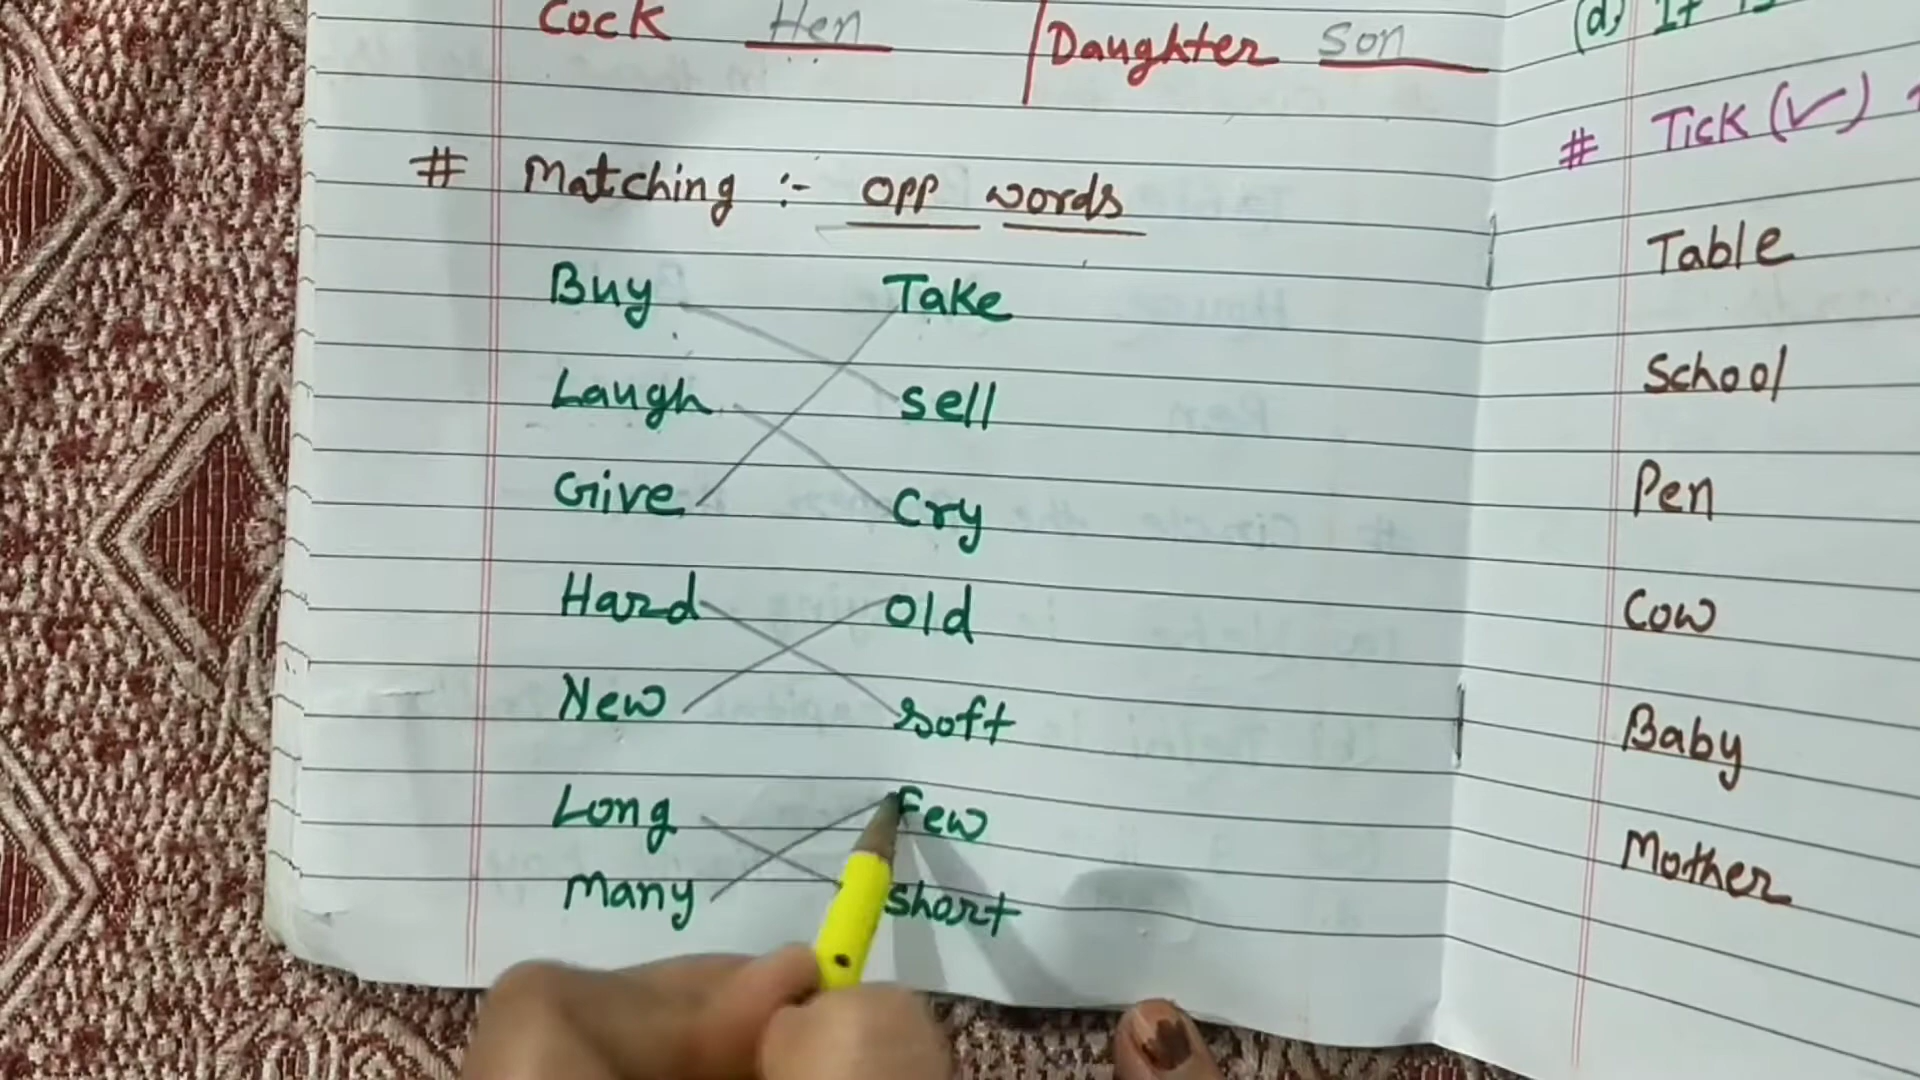 Cock Hen Daughter Son
# Matching :- opp words
Buy Take
Laugh sell
Give Cry
Hard Old
New soft
Long Few
Many short
(d) It
# Tick (✓)
Table
School
Pen
Cow
Baby
Mother